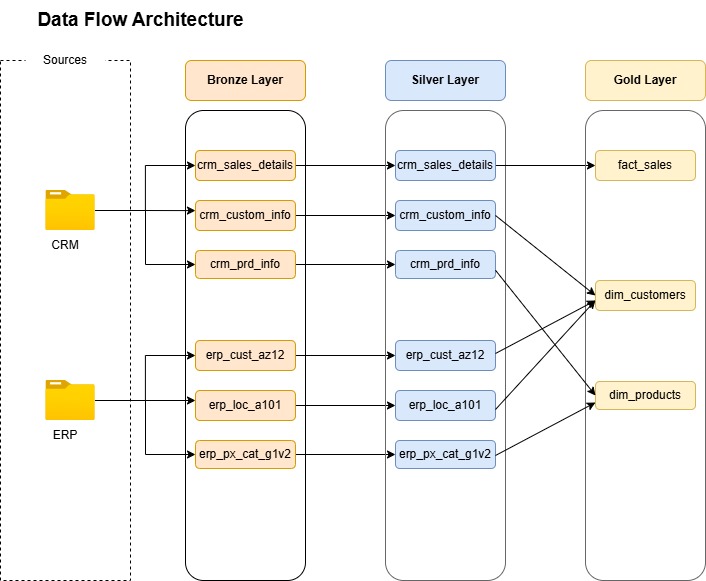 Data Flow Architecture
Sources
Bronze Layer
Silver Layer
Gold Layer
crm_sales_details
crm_sales_details
fact_sales
crm_custom_info
crm_custom_info
CRM
crm_prd_info
crm_prd_info
dim_customers
erp_cust_az12
erp_cust_az12
dim_products
erp_loc_a101
erp_loc_a101
ERP
erp_px_cat_g1v2
erp_px_cat_g1v2